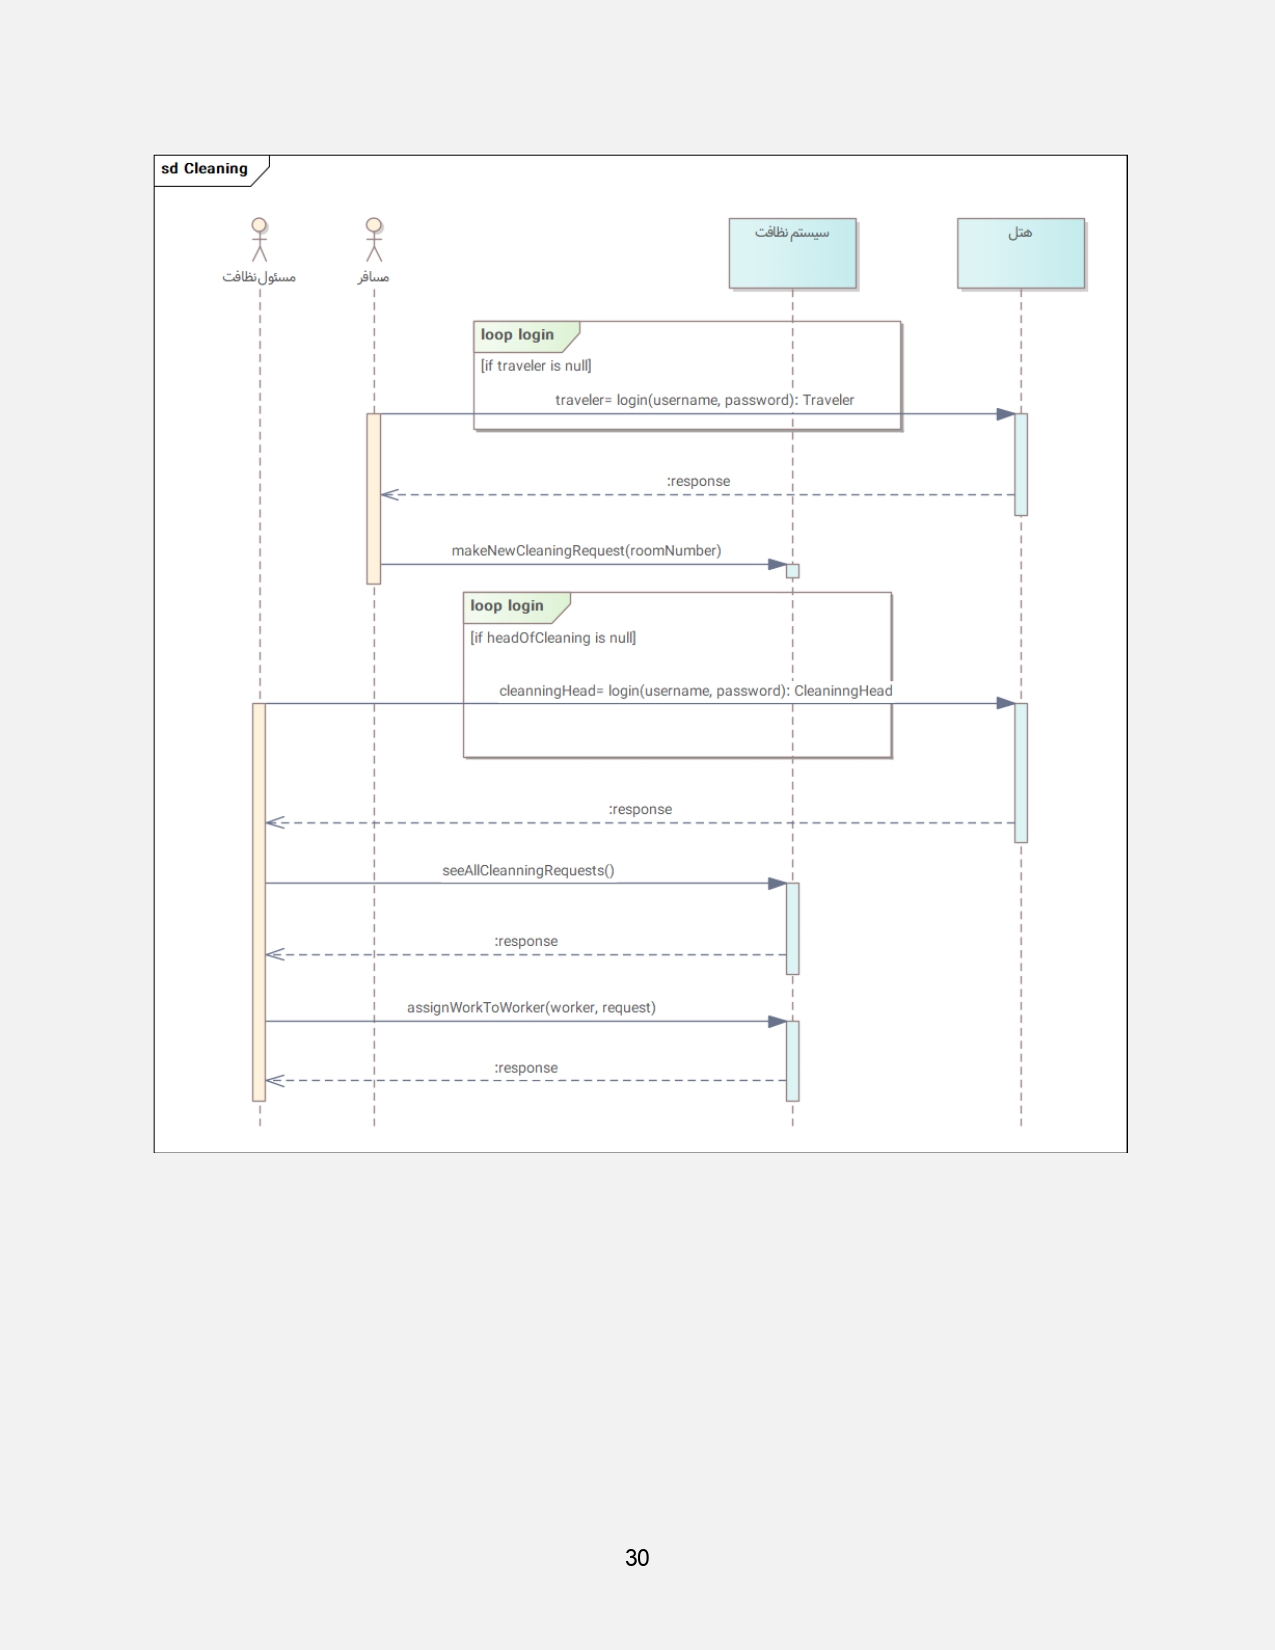 sd Cleaning
مسئول نظافت
مسافر
سیستم نظافت
هتل
loop login
[if traveler is null]
traveler= login(username, password): Traveler
:response
makeNewCleaningRequest(roomNumber)
loop login
[if headOfCleaning is null]
cleanningHead= login(username, password): CleaninngHead
:response
seeAllCleanningRequests()
:response
assignWorkToWorker(worker, request)
:response
30